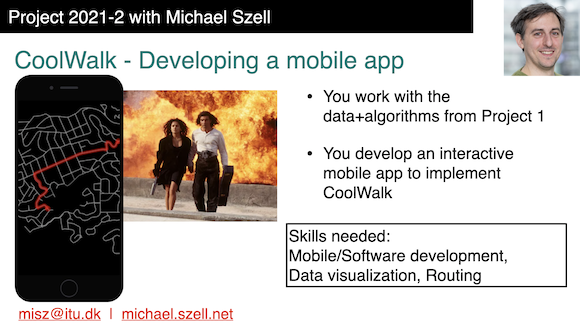 Project 2021-2 with Michael Szell
CoolWalk - Developing a mobile app
• You work with the
data+algorithms from Project 1
• You develop an interactive
mobile app to implement
CoolWalk
Skills needed:
Mobile/Software development,
Data visualization, Routing
misz@itu.dk | michael.szell.net